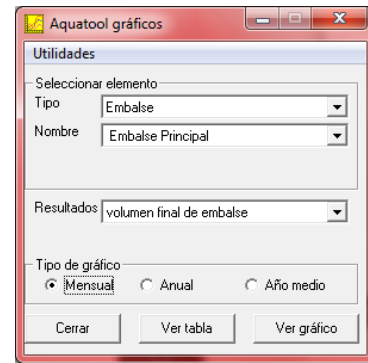 Aquatool gráficos
Utilidades
Seleccionar elemento
Tipo Embalse
Nombre Embalse Principal
Resultados volumen final de embalse
Tipo de gráfico
Mensual Anual Año medio
Cerrar Ver tabla Ver gráfico